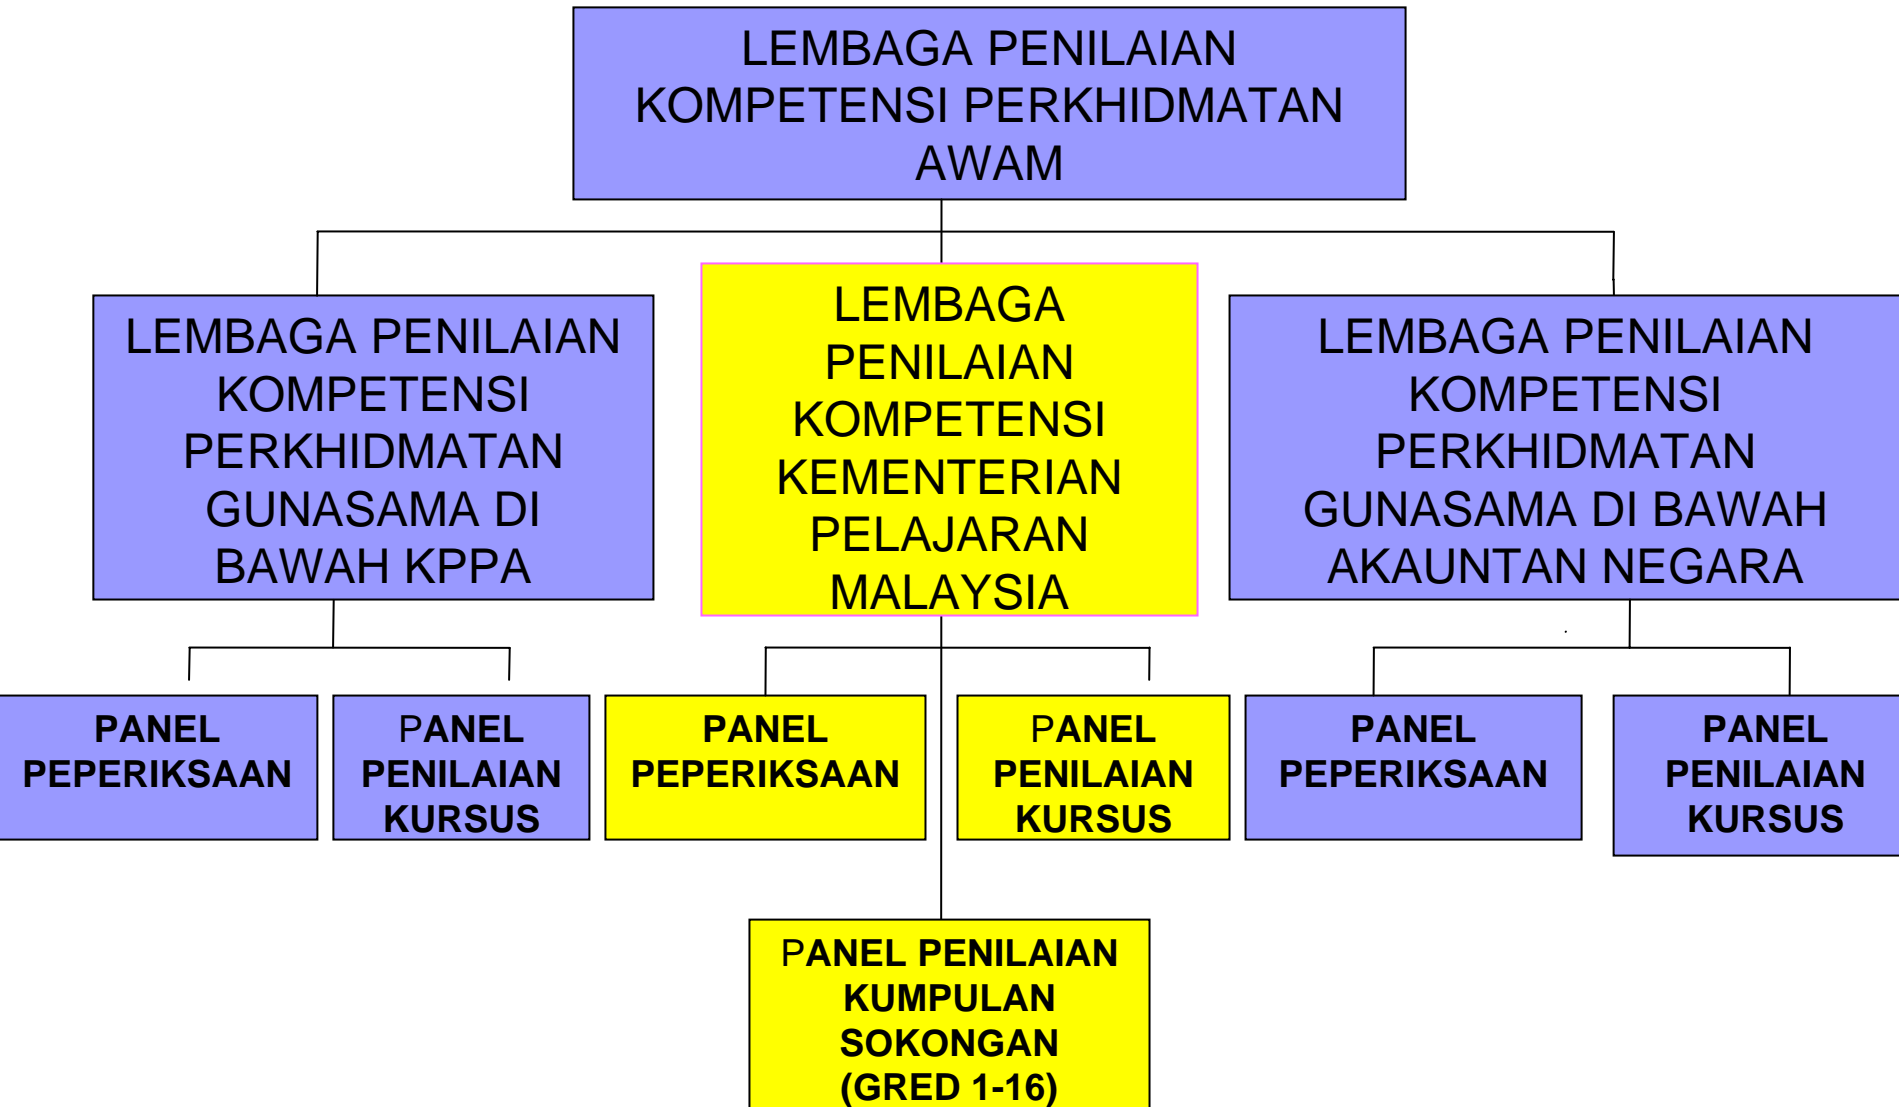 LEMBAGA PENILAIAN
KOMPETENSI PERKHIDMATAN
AWAM
LEMBAGA PENILAIAN
KOMPETENSI
PERKHIDMATAN
GUNASAMA DI
BAWAH KPPA
LEMBAGA
PENILAIAN
KOMPETENSI
KEMENTERIAN
PELAJARAN
MALAYSIA
LEMBAGA PENILAIAN
KOMPETENSI
PERKHIDMATAN
GUNASAMA DI BAWAH
AKAUNTAN NEGARA
PANEL
PEPERIKSAAN
PANEL
PENILAIAN
KURSUS
PANEL
PEPERIKSAAN
PANEL
PENILAIAN
KURSUS
PANEL
PEPERIKSAAN
PANEL
PENILAIAN
KURSUS
PANEL PENILAIAN
KUMPULAN
SOKONGAN
(GRED 1-16)